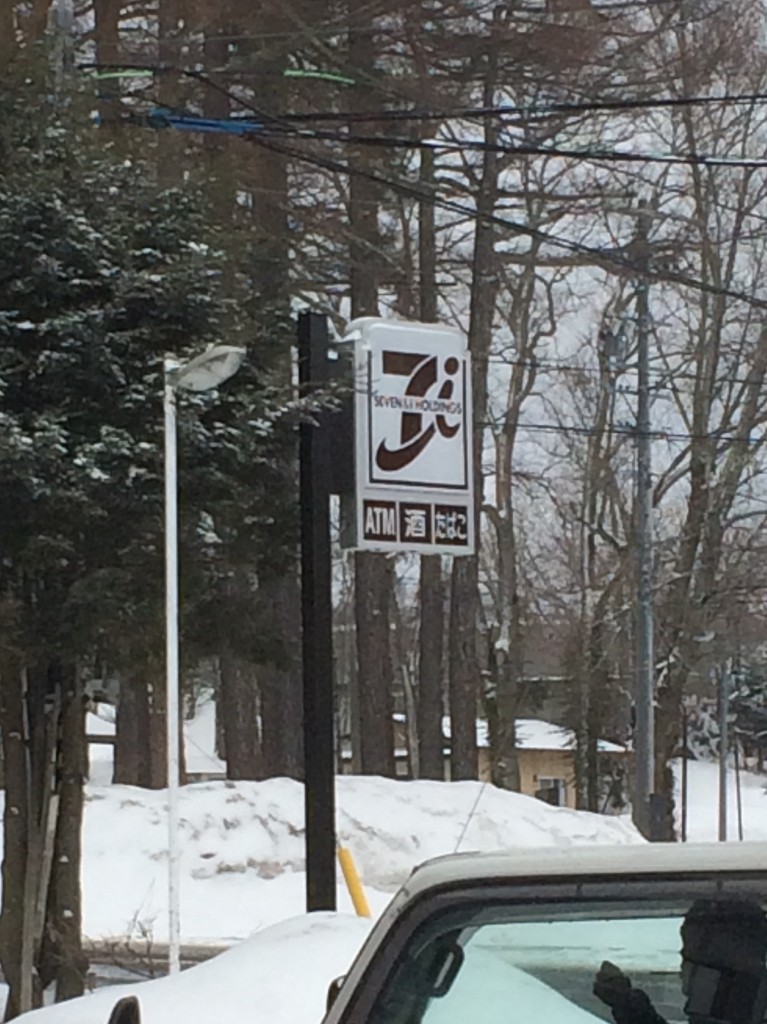 7i
SEVEN & i HOLDINGS
ATM 酒 たばこ